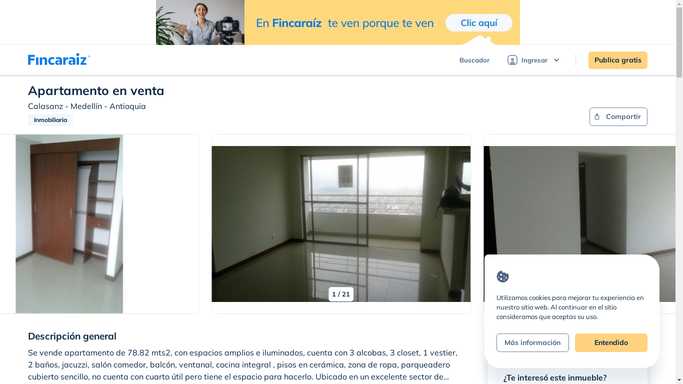 En Fincaraíz te ven porque te ven
Clic aquí
Fincaraíz
Buscador
Ingresar
Publica gratis
Apartamento en venta
Calasanz - Medellín - Antioquia
Inmobiliaria
Compartir
1 / 21
Utilizamos cookies para mejorar tu experiencia en
nuestro sitio web. Al continuar en el sitio
consideramos que aceptas su uso.
Más información
Entendido
Descripción general
Se vende apartamento de 78.82 mts2, con espacios amplios e iluminados, cuenta con 3 alcobas, 3 closet, 1 vestier,
2 baños, jacuzzi, salón comedor, balcón, ventanal, cocina integral , pisos en cerámica, zona de ropa, parqueadero
cubierto sencillo, no cuenta con cuarto útil pero tiene el espacio para hacerlo. Ubicado en un excelente sector de...
¿Te interesó este inmueble?